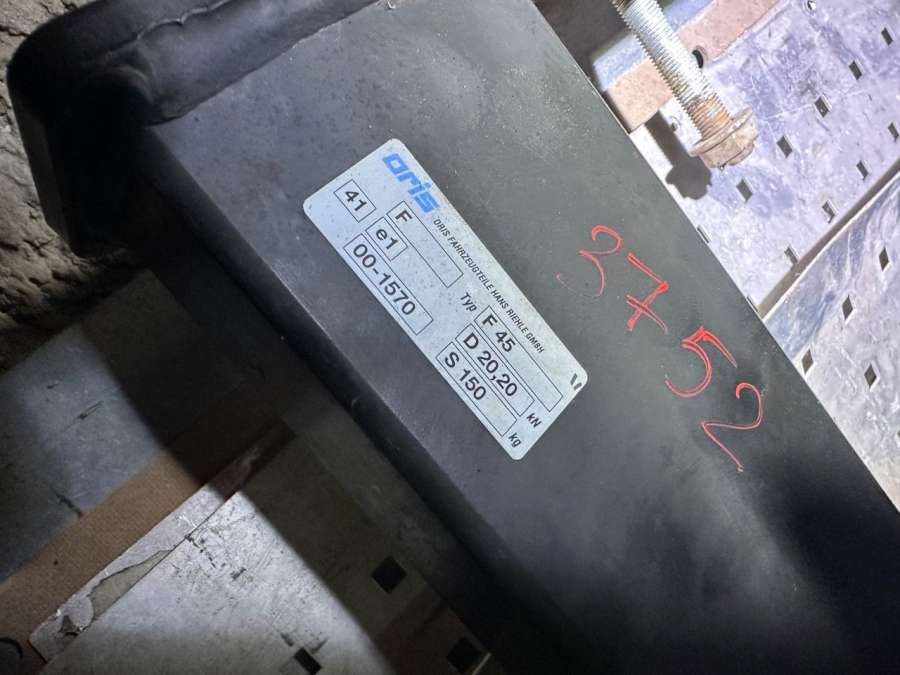 oris
ORIS FAHRZEUGTEILE HANS RIEHLE GMBH
41 F
e1 Typ F 45
00-1570 D 20,20 kN
S 150 kg
3752